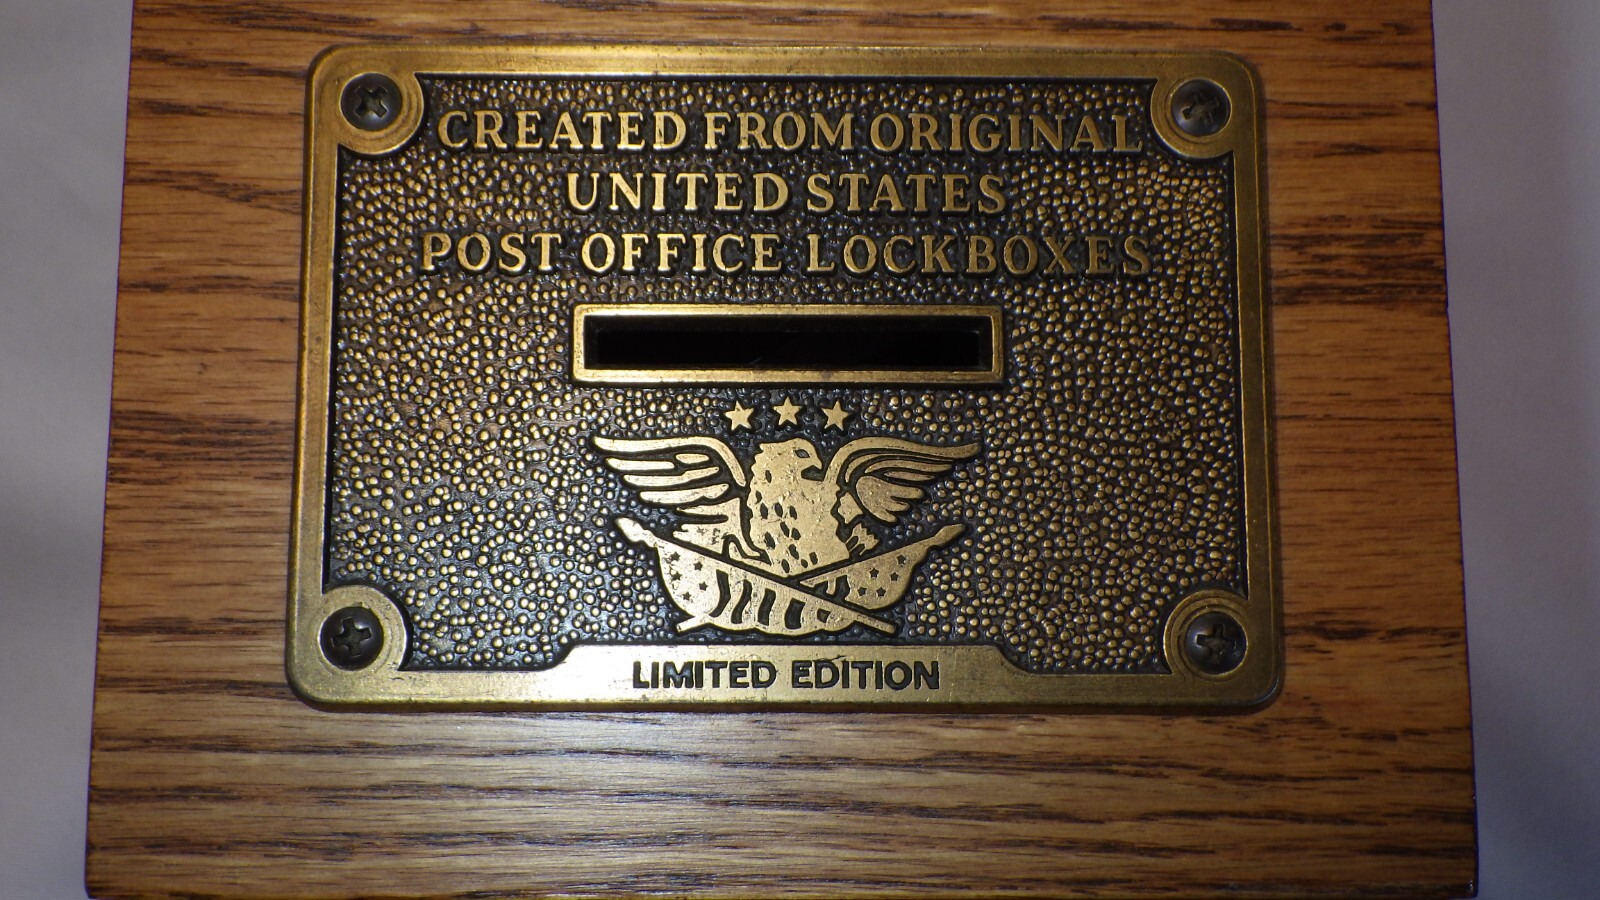 CREATED FROM ORIGINAL
UNITED STATES
POST OFFICE LOCKBOXES
LIMITED EDITION